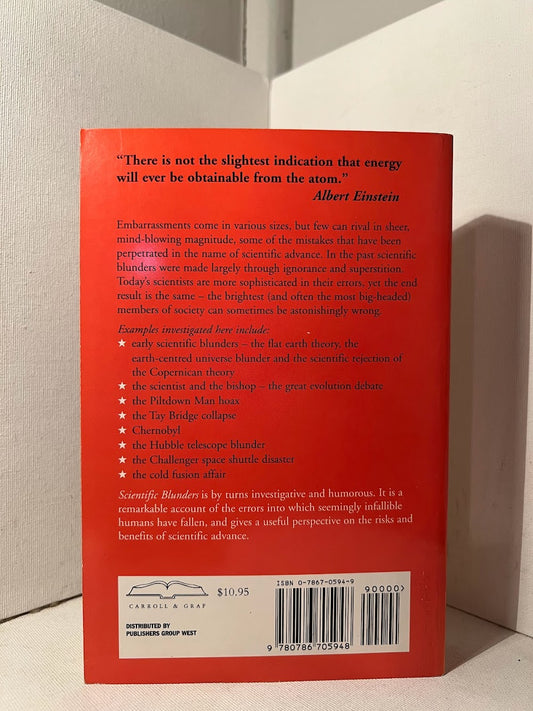 “There is not the slightest indication that energy
will ever be obtainable from the atom.”
Albert Einstein
Embarrassments come in various sizes, but few can rival in sheer,
mind-blowing magnitude, some of the mistakes that have been
perpetrated in the name of scientific advance. In the past scientific
blunders were made largely through ignorance and superstition.
Today’s scientists are more sophisticated in their errors, yet the end
result is the same – the brightest (and often the most big-headed)
members of society can sometimes be astonishingly wrong.
Examples investigated here include:
★ early scientific blunders – the flat earth theory, the
earth-centred universe blunder and the scientific rejection of
the Copernican theory
★ the scientist and the bishop – the great evolution debate
★ the Piltdown Man hoax
★ the Tay Bridge collapse
★ Chernobyl
★ the Hubble telescope blunder
★ the Challenger space shuttle disaster
★ the cold fusion affair
Scientific Blunders is by turns investigative and humorous. It is a
remarkable account of the errors into which seemingly infallible
humans have fallen, and gives a useful perspective on the risks and
benefits of scientific advance.
CARROLL & GRAF
$10.95
DISTRIBUTED BY
PUBLISHERS GROUP WEST
ISBN 0-7867-0594-9
90000>
9 780786 705948